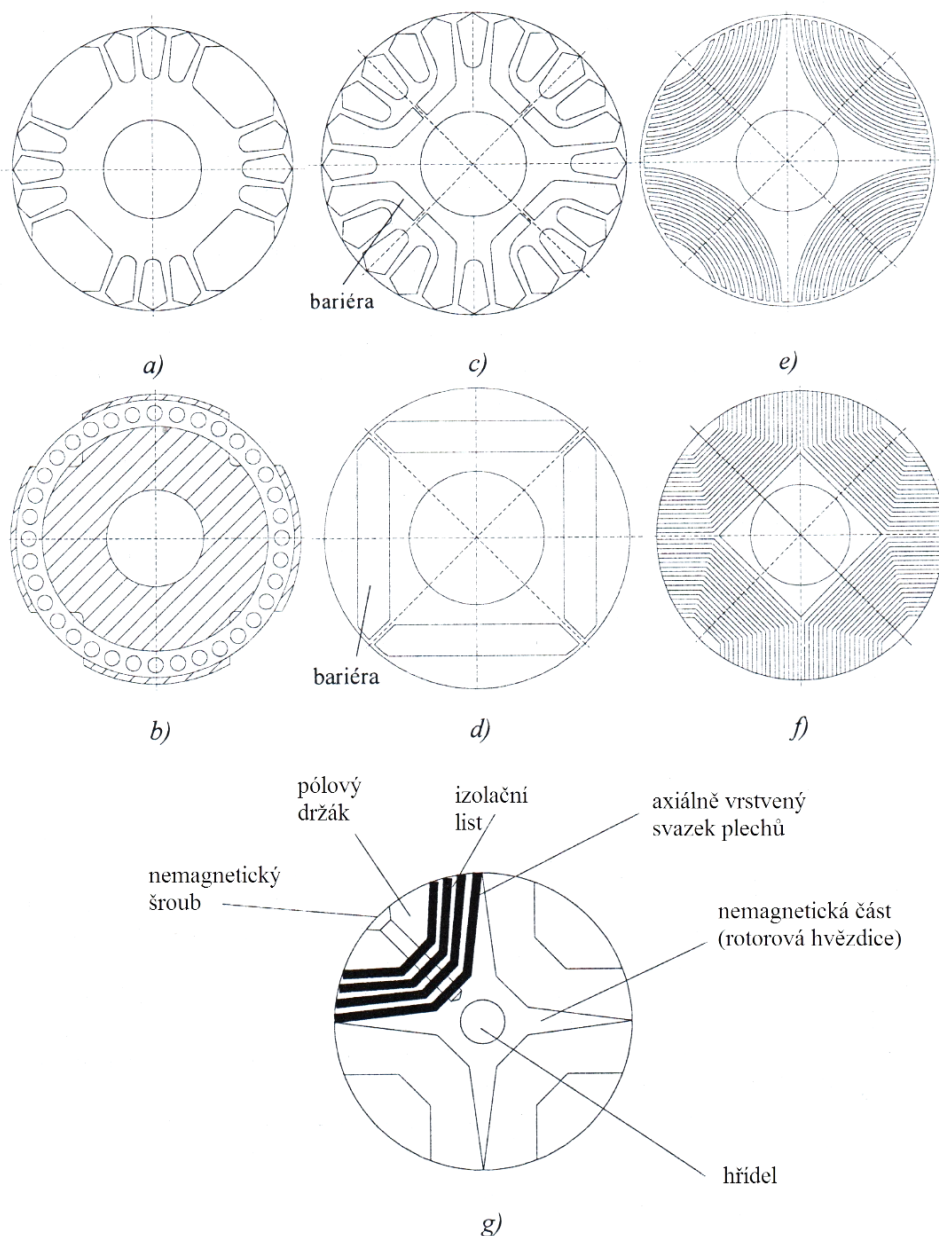 bariéra
a)
c)
e)
bariéra
b)
d)
f)
pólový
držák
izolační
list
axiálně vrstvený
svazek plechů
nemagnetický
šroub
nemagnetická část
(rotorová hvězdice)
hřídel
g)